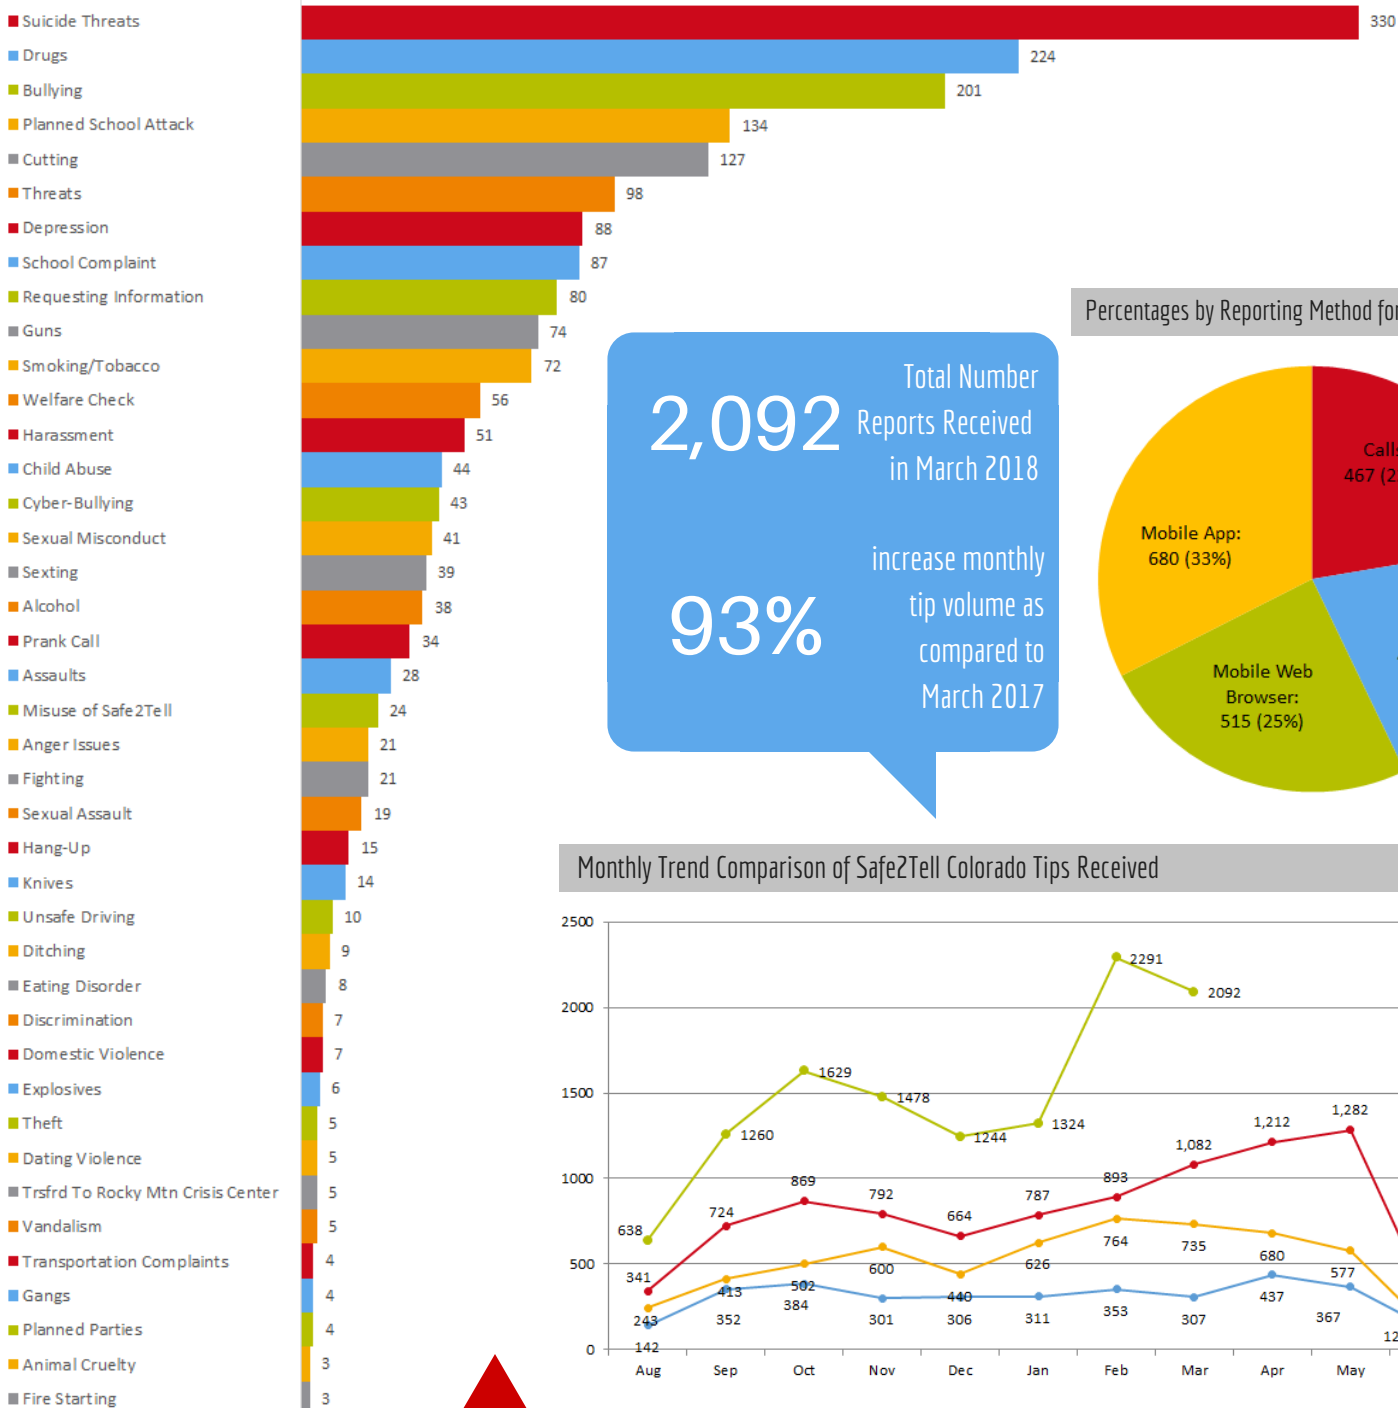 Suicide Threats 330
Drugs 224
Bullying 201
Planned School Attack 134
Cutting 127
Threats 98
Depression 88
School Complaint 87
Requesting Information 80
Guns 74
Smoking/Tobacco 72
Welfare Check 56
Harassment 51
Child Abuse 44
Cyber-Bullying 43
Sexual Misconduct 41
Sexting 39
Alcohol 38
Prank Call 34
Assaults 28
Misuse of Safe2Tell 24
Anger Issues 21
Fighting 21
Sexual Assault 19
Hang-Up 15
Knives 14
Unsafe Driving 10
Ditching 9
Eating Disorder 8
Discrimination 7
Domestic Violence 7
Explosives 6
Theft 5
Dating Violence 5
Trsfrd To Rocky Mtn Crisis Center 5
Vandalism 5
Transportation Complaints 4
Gangs 4
Planned Parties 4
Animal Cruelty 3
Fire Starting 3
2,092
Total Number
Reports Received
in March 2018
93%
increase monthly
tip volume as
compared to
March 2017
Percentages by Reporting Method for
Calls
467 (2
Mobile App:
680 (33%)
Mobile Web
Browser:
515 (25%)
Monthly Trend Comparison of Safe2Tell Colorado Tips Received
2500
2000
1500
1000
500
0
638 1260 1629 1478 1244 1324 2291 2092
341 724 869 792 664 787 893 1,082 1,212 1,282
243 413 502 600 440 626 764 735 680 577
142 352 384 301 306 311 353 307 437 367 12
Aug Sep Oct Nov Dec Jan Feb Mar Apr May